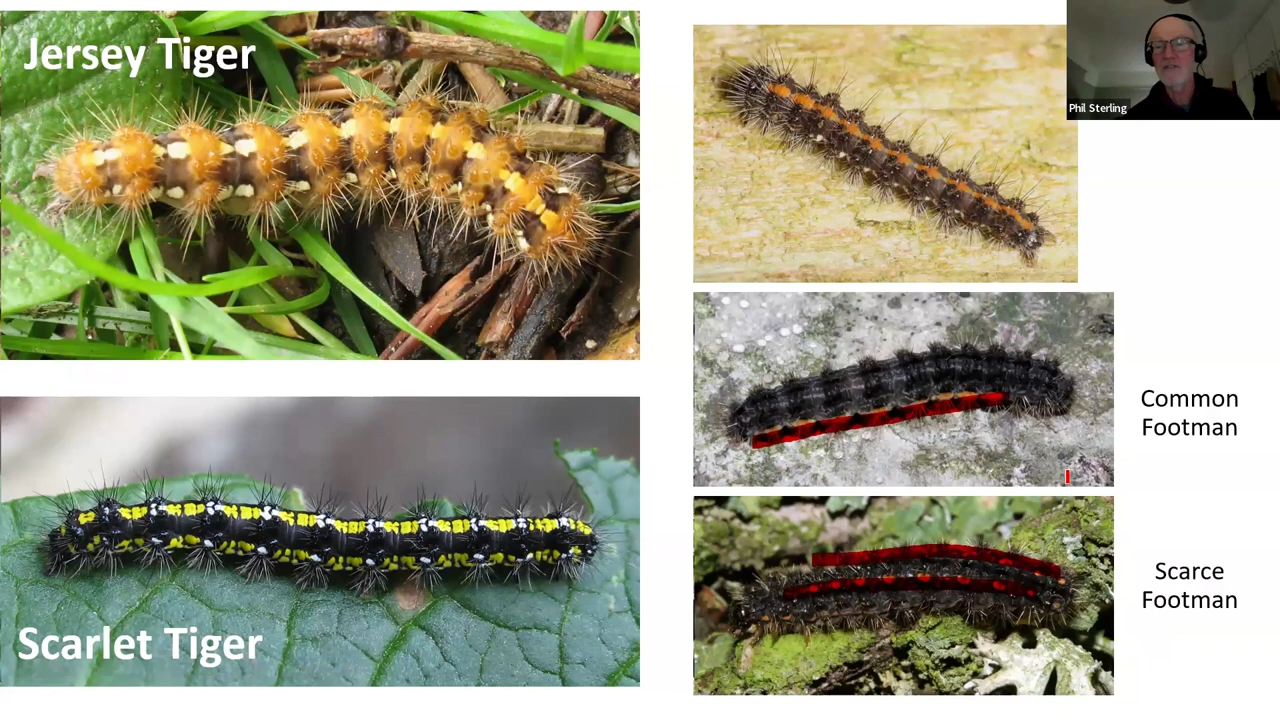 Jersey Tiger
Phil Sterling
Common
Footman
Scarce
Footman
Scarlet Tiger